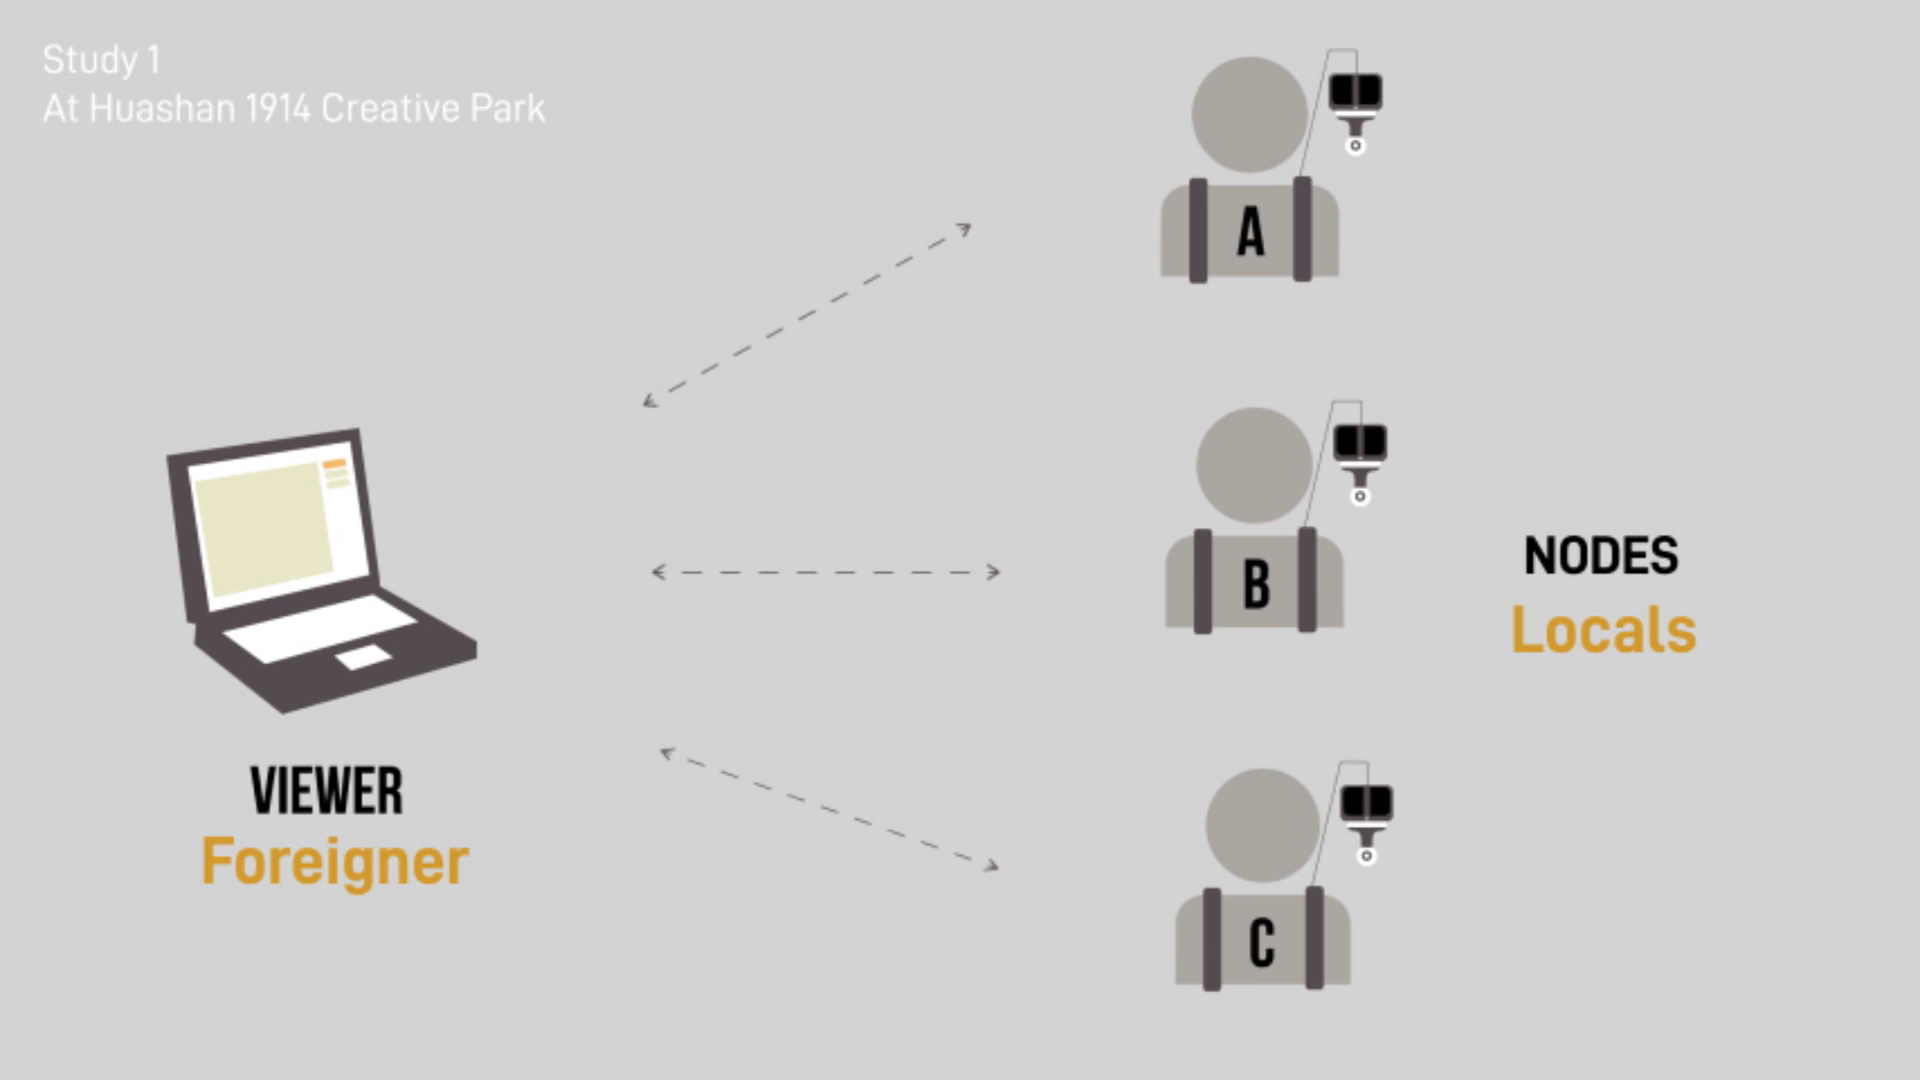 Study 1
At Huashan 1914 Creative Park
A
B
C
NODES
Locals
VIEWER
Foreigner